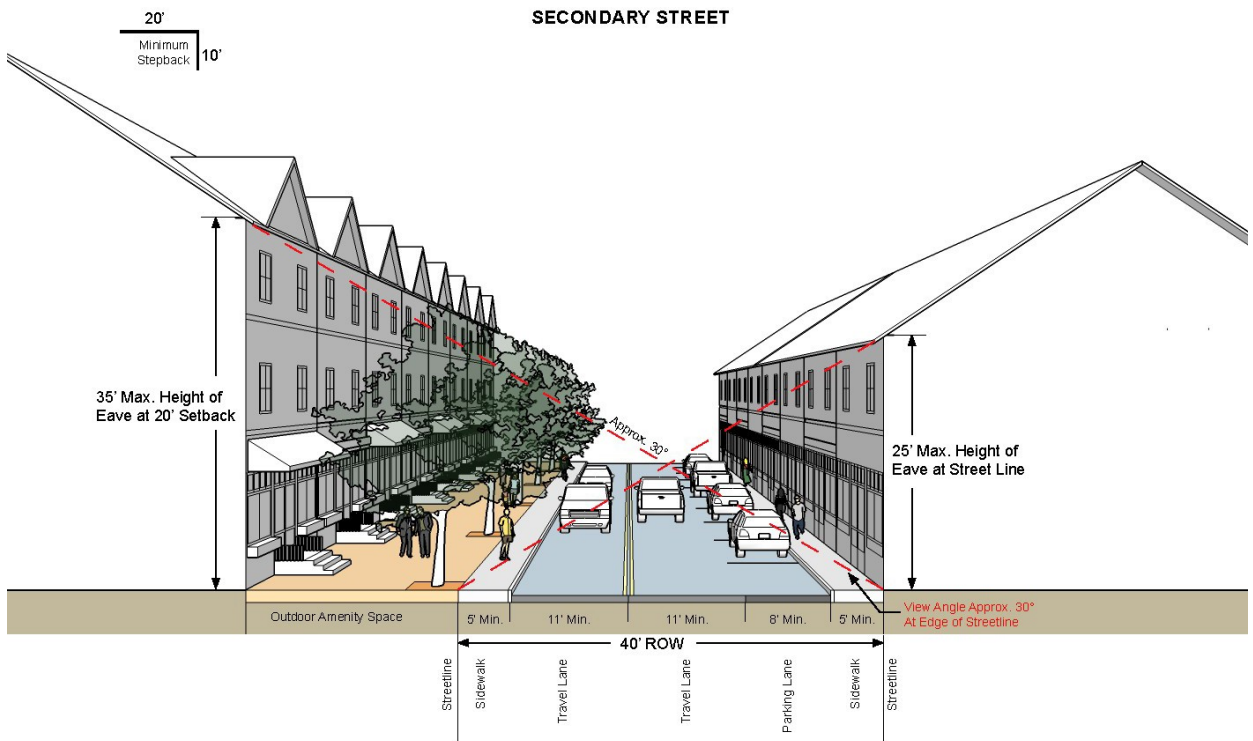 SECONDARY STREET
20'
Minimum
Stepback
10'
35' Max. Height of
Eave at 20' Setback
Approx. 30°
25' Max. Height of
Eave at Street Line
View Angle Approx. 30°
At Edge of Streetline
Outdoor Amenity Space
5' Min.
11' Min.
11' Min.
8' Min.
5' Min.
40' ROW
Streetline
Sidewalk
Travel Lane
Travel Lane
Parking Lane
Sidewalk
Streetline